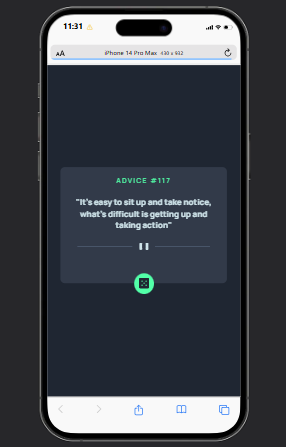 11:31
AA iPhone 14 Pro Max 430 x 932
ADVICE #117
"It's easy to sit up and take notice,
what's difficult is getting up and
taking action"